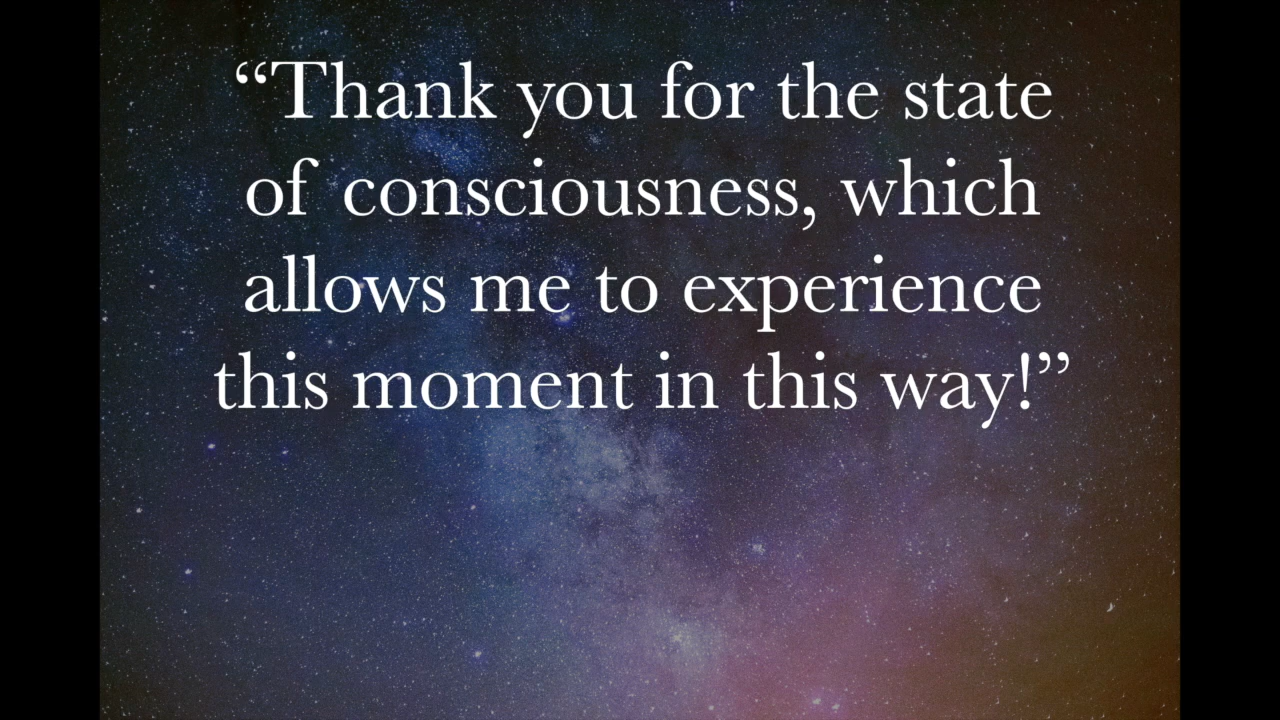 “Thank you for the state
of consciousness, which
allows me to experience
this moment in this way!”